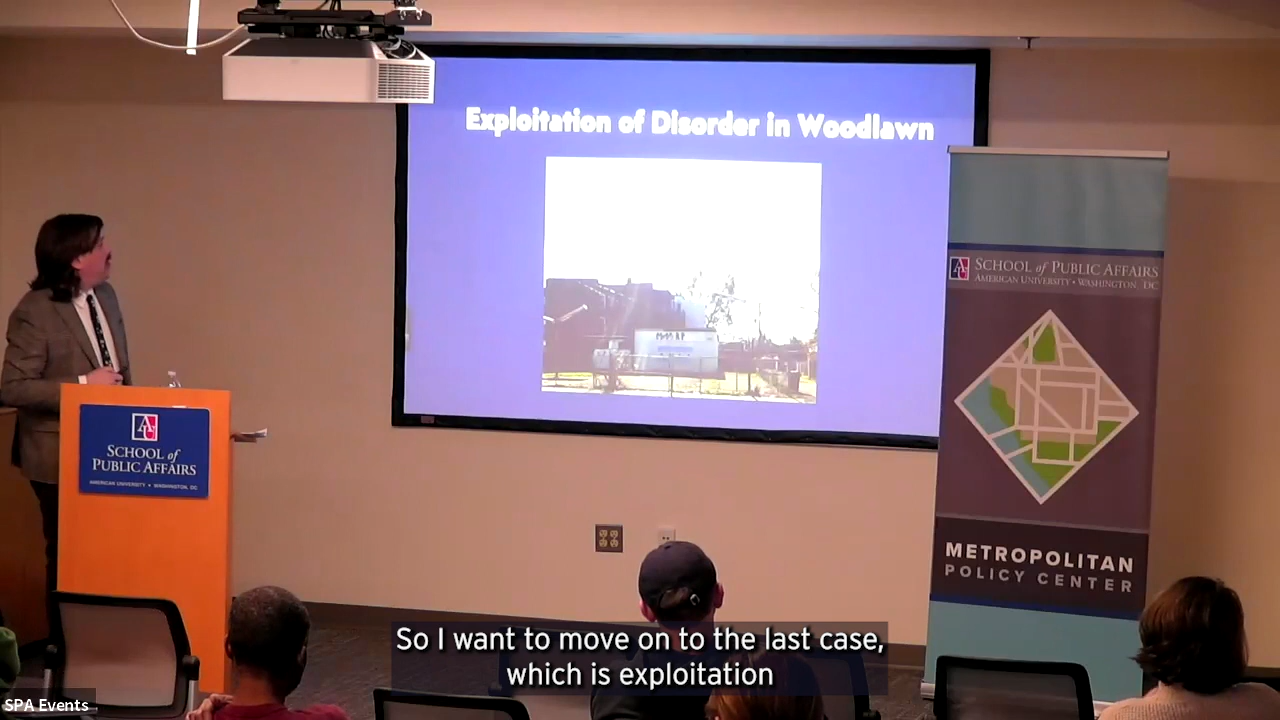 Exploitation of Disorder in Woodlawn
SCHOOL of PUBLIC AFFAIRS
AMERICAN UNIVERSITY • WASHINGTON, DC
METROPOLITAN
POLICY CENTER
SCHOOL of
PUBLIC AFFAIRS
AMERICAN UNIVERSITY • WASHINGTON, DC
So I want to move on to the last case,
which is exploitation
SPA Events